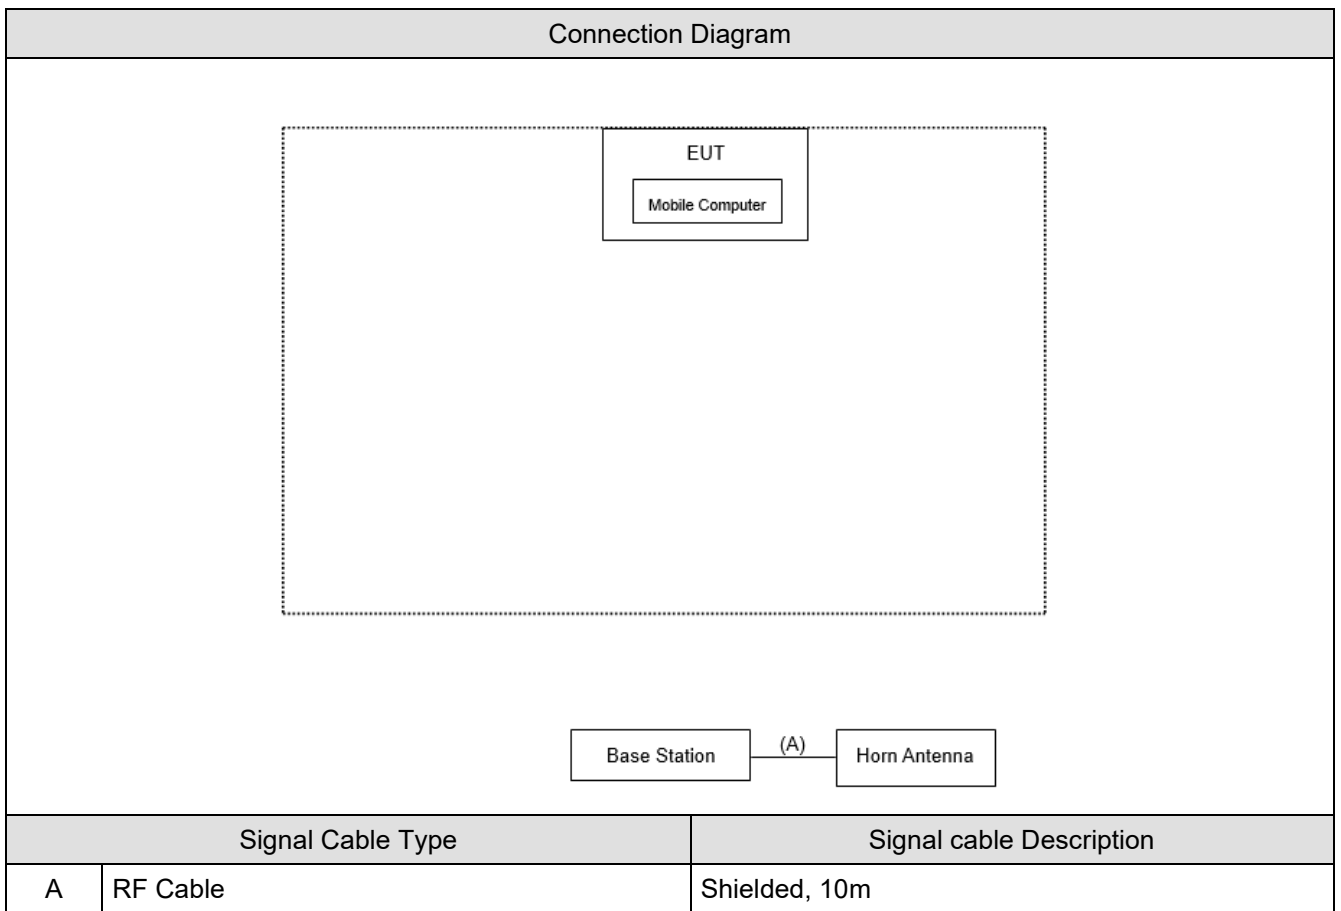 Connection Diagram
EUT
Mobile Computer
Base Station
(A)
Horn Antenna
Signal Cable Type
Signal cable Description
A
RF Cable
Shielded, 10m